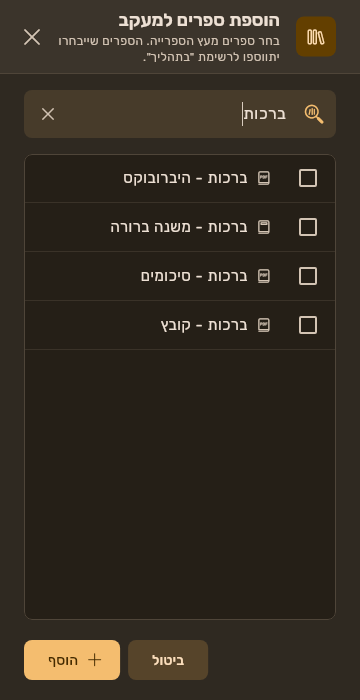 הוספת ספרים למעקב
בחר ספרים מעץ הספרייה. הספרים שייבחרו
יתווספו לרשימת "בתהליך".
ברכות
ברכות - היברובוקס
ברכות - משנה ברורה
ברכות - סיכומים
ברכות - קובץ
ביטול
הוסף